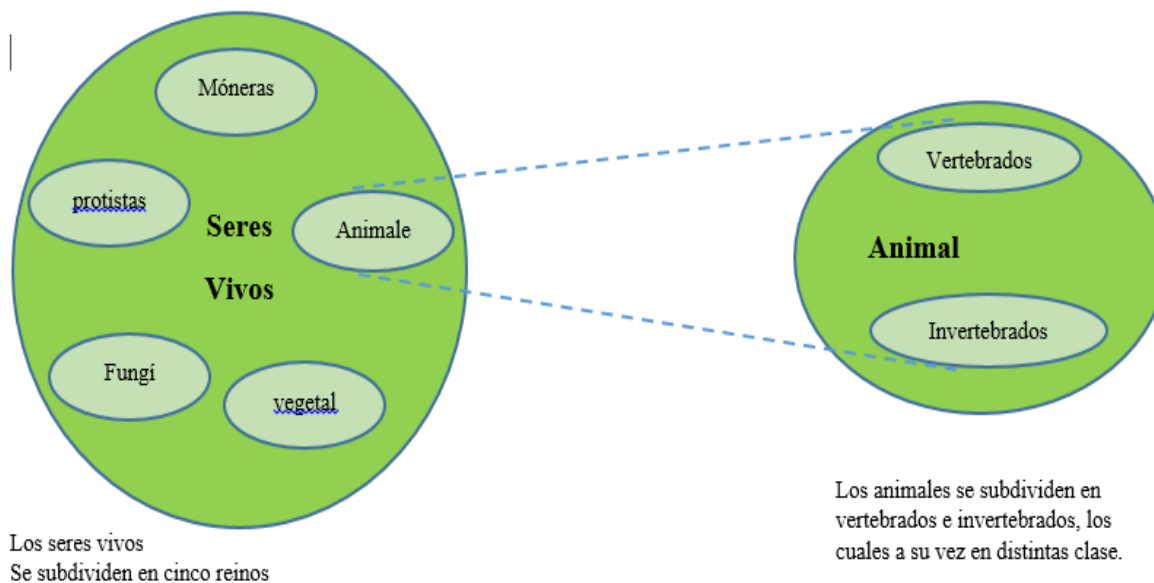 Móneras
protistas
Seres
Vivos
Animale
Fungí
vegetal
Los seres vivos
Se subdividen en cinco reinos
Vertebrados
Animal
Invertebrados
Los animales se subdividen en
vertebrados e invertebrados, los
cuales a su vez en distintas clase.